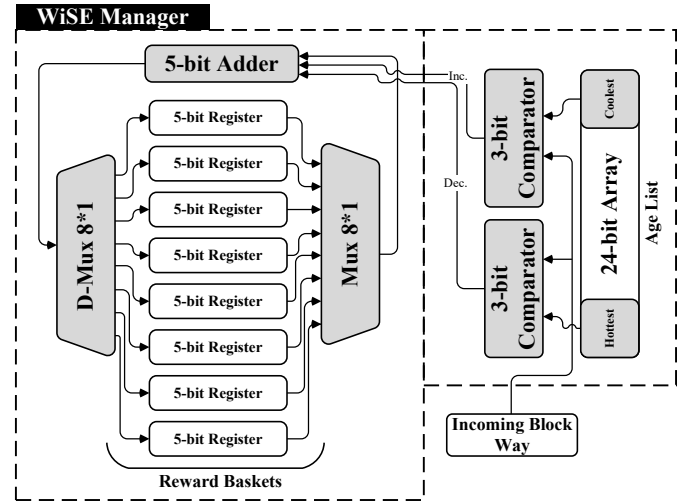 WiSE Manager
5-bit Adder
5-bit Register
5-bit Register
5-bit Register
5-bit Register
5-bit Register
5-bit Register
5-bit Register
5-bit Register
D-Mux 8*1
Mux 8*1
Reward Baskets
Inc.
Dec.
3-bit
Comparator
3-bit
Comparator
Coolest
24-bit Array
Hottest
Age List
Incoming Block
Way